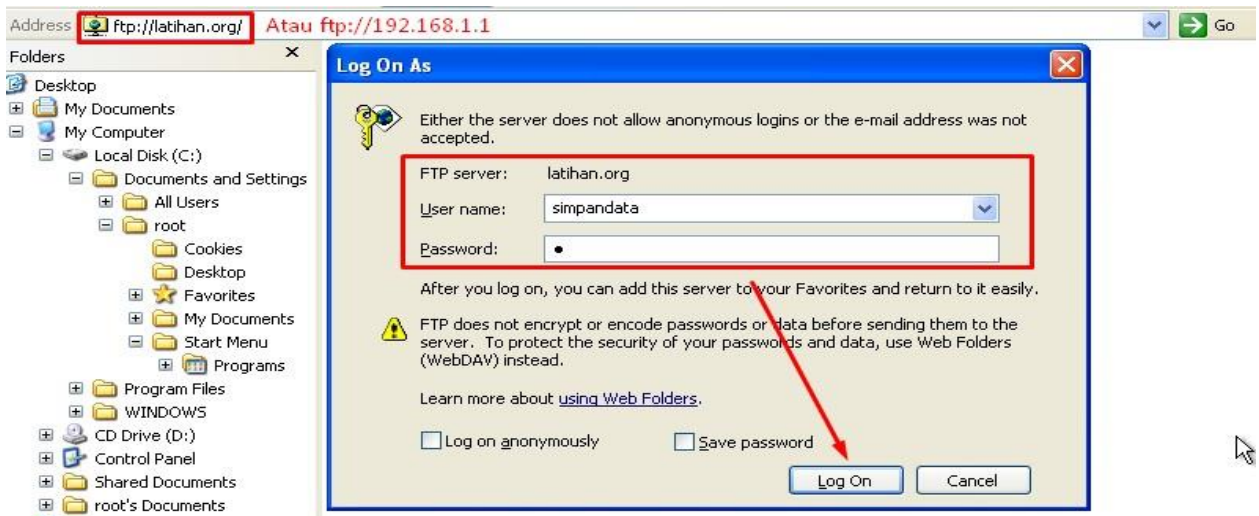 Address ftp://latihan.org/ Atau ftp://192.168.1.1 Go
Folders
Desktop
My Documents
My Computer
Local Disk (C:)
Documents and Settings
All Users
root
Cookies
Desktop
Favorites
My Documents
Start Menu
Programs
Program Files
WINDOWS
CD Drive (D:)
Control Panel
Shared Documents
root's Documents
Log On As
Either the server does not allow anonymous logins or the e-mail address was not
accepted.
FTP server: latihan.org
User name: simpandata
Password: •
After you log on, you can add this server to your Favorites and return to it easily.
FTP does not encrypt or encode passwords or data before sending them to the
server. To protect the security of your passwords and data, use Web Folders
(WebDAV) instead.
Learn more about using Web Folders.
Log on anonymously Save password
Log On Cancel